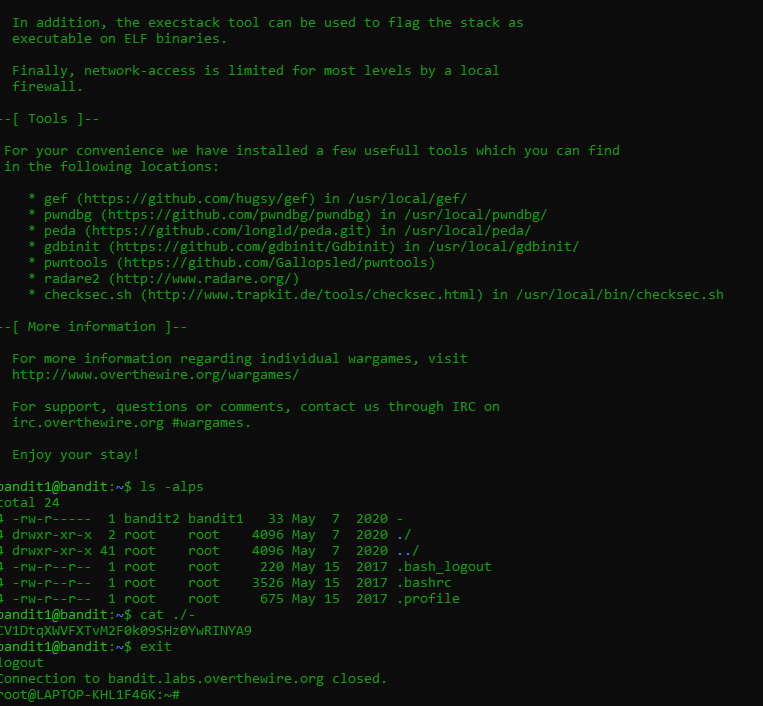 In addition, the execstack tool can be used to flag the stack as
executable on ELF binaries.
Finally, network-access is limited for most levels by a local
firewall.
--[ Tools ]--
For your convenience we have installed a few usefull tools which you can find
in the following locations:
* gef (https://github.com/hugsy/gef) in /usr/local/gef/
* pwndbg (https://github.com/pwndbg/pwndbg) in /usr/local/pwndbg/
* peda (https://github.com/longld/peda.git) in /usr/local/peda/
* gdbinit (https://github.com/gdbinit/Gdbinit) in /usr/local/gdbinit/
* pwntools (https://github.com/Gallopsled/pwntools)
* radare2 (http://www.radare.org/)
* checksec.sh (http://www.trapkit.de/tools/checksec.html) in /usr/local/bin/checksec.sh
--[ More information ]--
For more information regarding individual wargames, visit
http://www.overthewire.org/wargames/
For support, questions or comments, contact us through IRC on
irc.overthewire.org #wargames.
Enjoy your stay!
bandit1@bandit:~$ ls -alps
total 24
4 -rw-r----- 1 bandit2 bandit1 33 May 7 2020 -
4 drwxr-xr-x 2 root root 4096 May 7 2020 ./
4 drwxr-xr-x 41 root root 4096 May 7 2020 ../
4 -rw-r--r-- 1 root root 220 May 15 2017 .bash_logout
4 -rw-r--r-- 1 root root 3526 May 15 2017 .bashrc
4 -rw-r--r-- 1 root root 675 May 15 2017 .profile
bandit1@bandit:~$ cat ./-
CV1DtqXWVFXTvM2F0k09SHz0YwRINYA9
bandit1@bandit:~$ exit
logout
Connection to bandit.labs.overthewire.org closed.
root@LAPTOP-KHL1F46K:~#